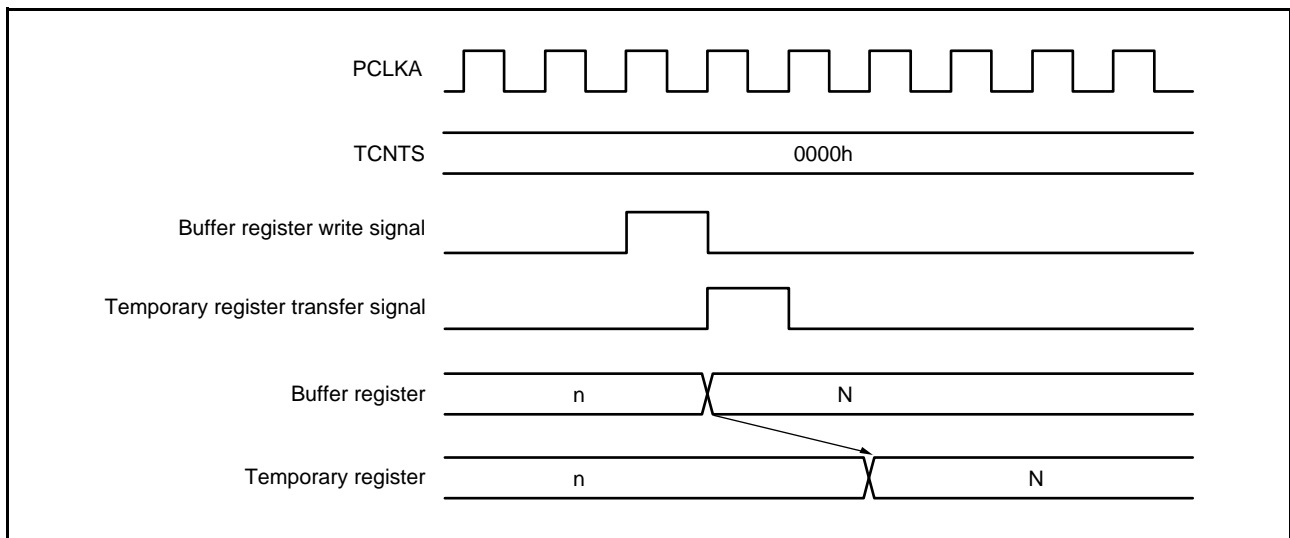 PCLKA
TCNTS
0000h
Buffer register write signal
Temporary register transfer signal
Buffer register
n
N
Temporary register
n
N